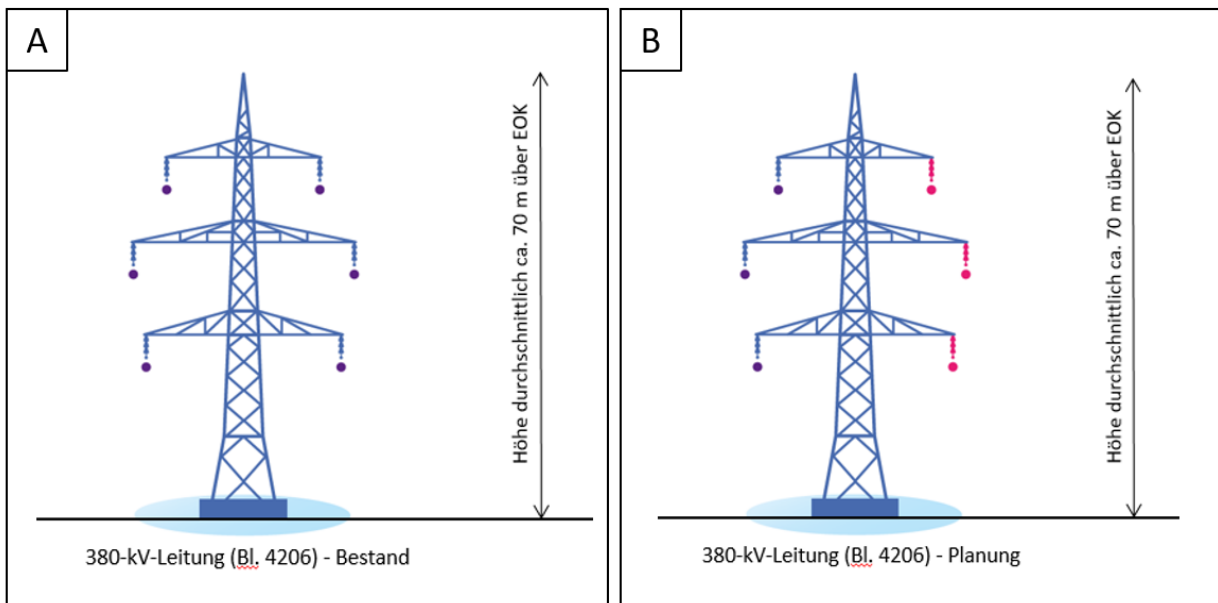 A
Höhe durchschnittlich ca. 70 m über EOK
380-kV-Leitung (Bl. 4206) - Bestand
B
Höhe durchschnittlich ca. 70 m über EOK
380-kV-Leitung (Bl. 4206) - Planung